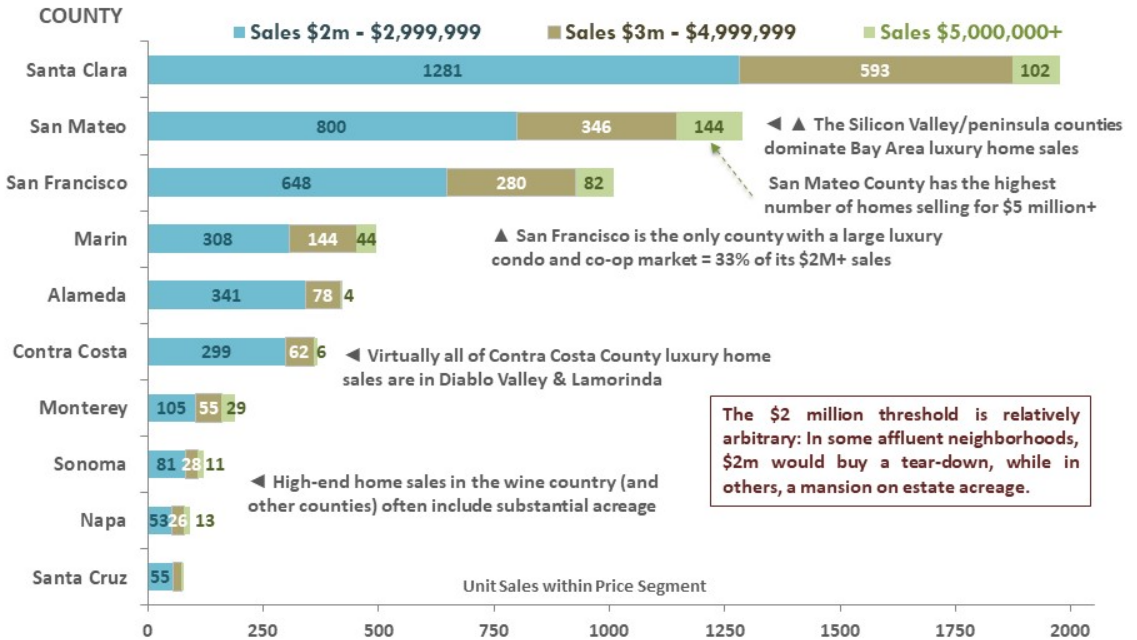 COUNTY
Sales $2m - $2,999,999 Sales $3m - $4,999,999 Sales $5,000,000+
Santa Clara 1281 593 102
San Mateo 800 346 144
◄ ▲ The Silicon Valley/peninsula counties
dominate Bay Area luxury home sales
San Francisco 648 280 82
San Mateo County has the highest
number of homes selling for $5 million+
Marin 308 144 44
▲ San Francisco is the only county with a large luxury
condo and co-op market = 33% of its $2M+ sales
Alameda 341 78 4
Contra Costa 299 62 6
◄ Virtually all of Contra Costa County luxury home
sales are in Diablo Valley & Lamorinda
Monterey 105 55 29
The $2 million threshold is relatively
arbitrary: In some affluent neighborhoods,
$2m would buy a tear-down, while in
others, a mansion on estate acreage.
Sonoma 81 28 11
◄ High-end home sales in the wine country (and
other counties) often include substantial acreage
Napa 53 26 13
Santa Cruz 55
Unit Sales within Price Segment
0 250 500 750 1000 1250 1500 1750 2000